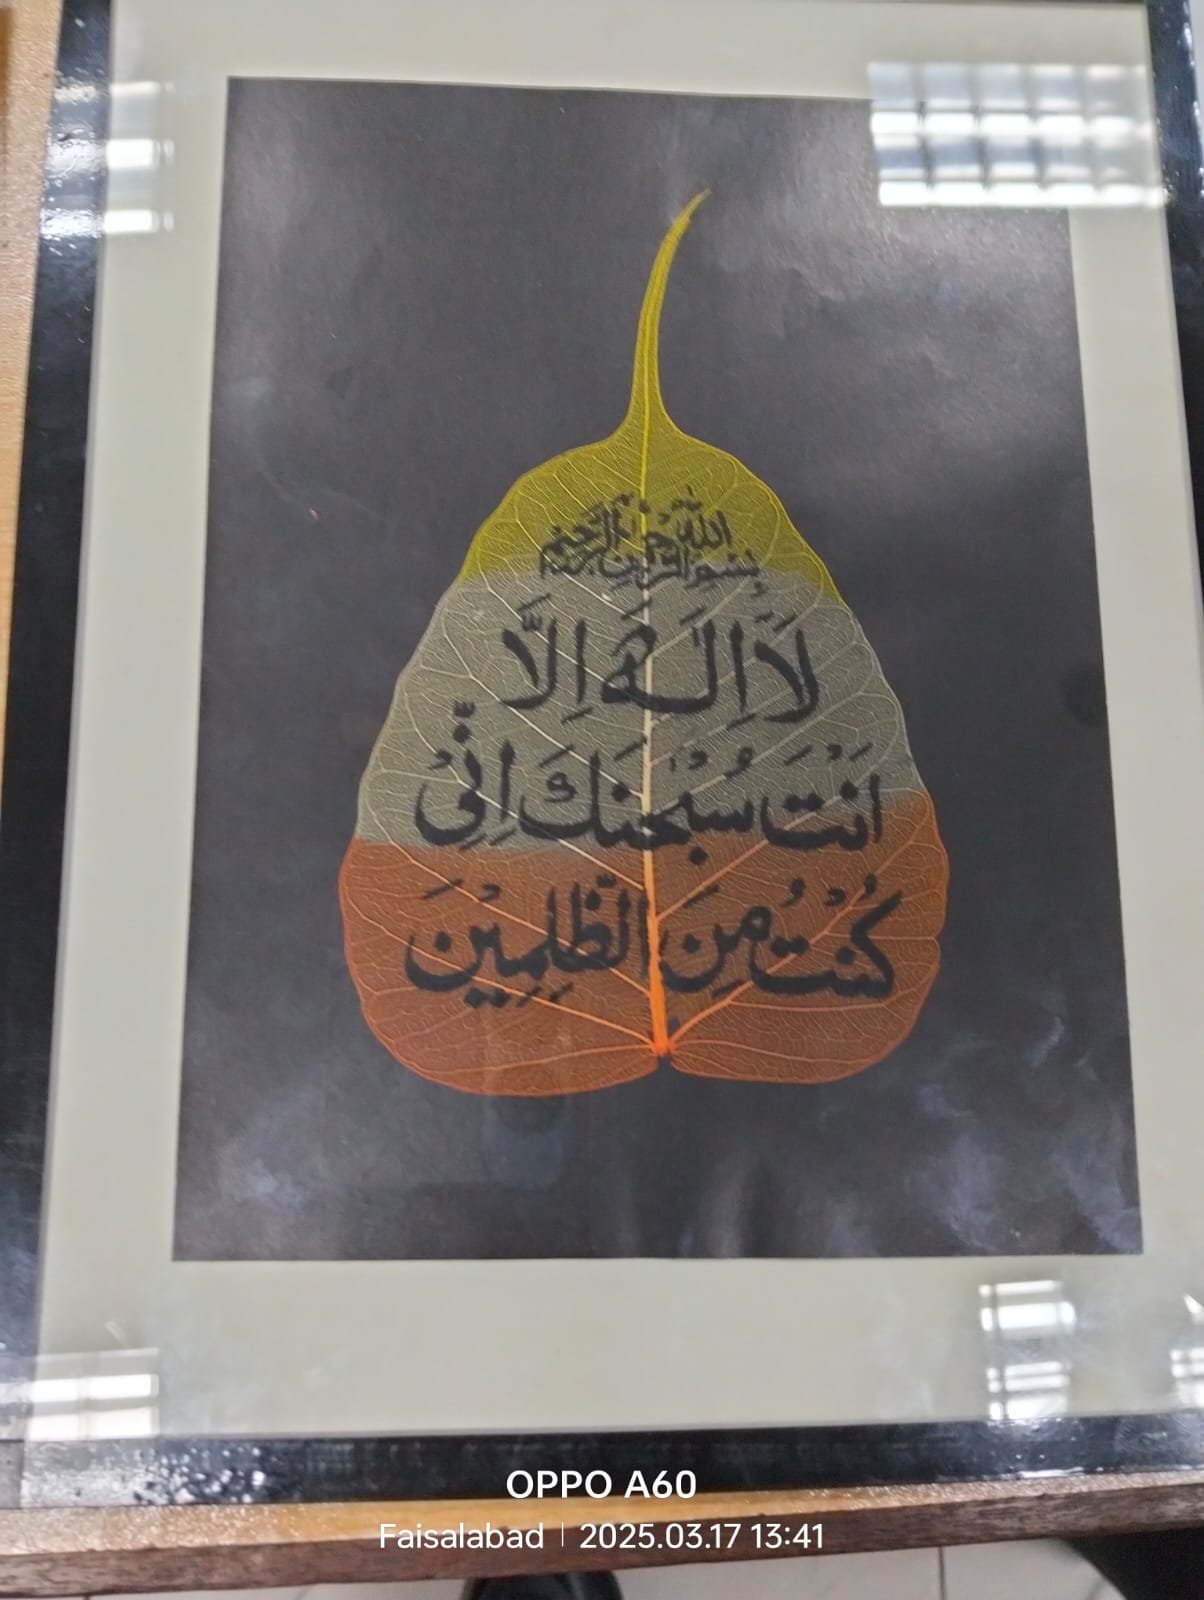 بسم الله الرحمن الرحيم
لَآ اِلٰهَ اِلَّا
اَنْتَ سُبْحٰنَكَ اِنِّىْ
كُنْتُ مِنَ الظّٰلِمِيْنَ
OPPO A60
Faisalabad | 2025.03.17 13:41